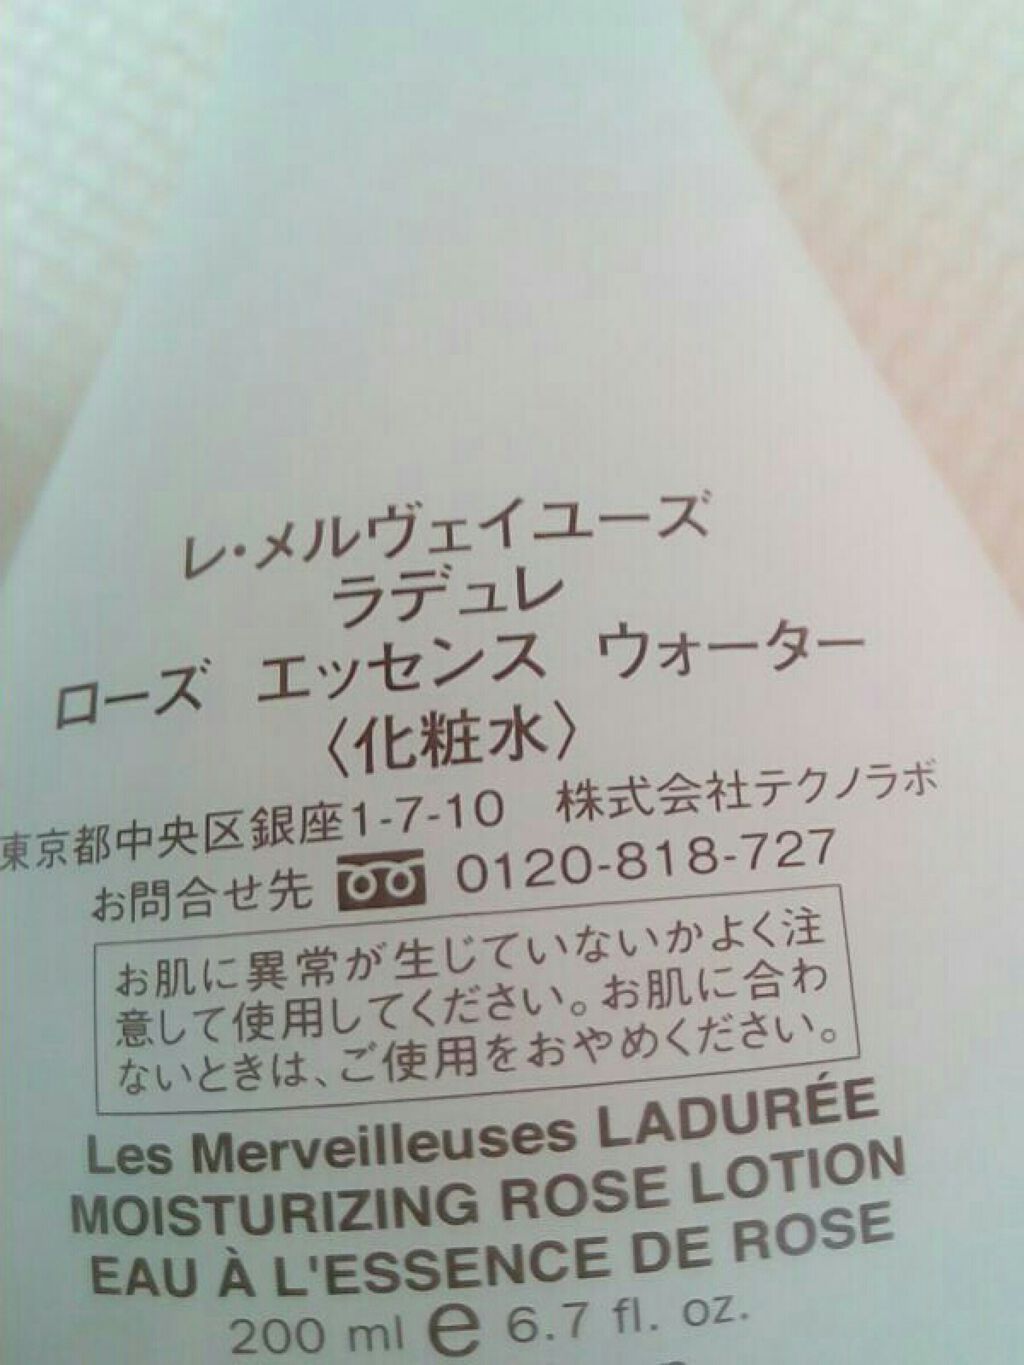 レ・メルヴェイユーズ
ラデュレ
ローズ エッセンス ウォーター
〈化粧水〉
東京都中央区銀座1-7-10 株式会社テクノラボ
お問合せ先 0120-818-727
お肌に異常が生じていないかよく注
意して使用してください。お肌に合わ
ないときは、ご使用をおやめください。
Les Merveilleuses LADURÉE
MOISTURIZING ROSE LOTION
EAU À L'ESSENCE DE ROSE
200 ml e 6.7 fl. oz.